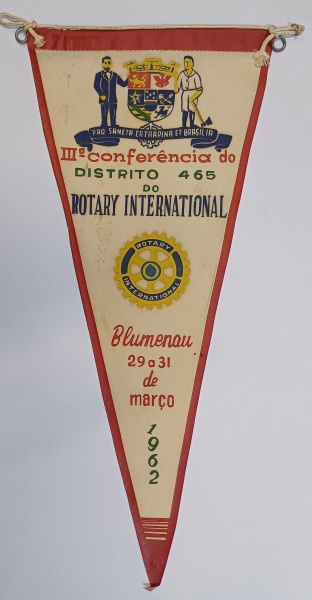 PRO SANCTA CATARINA ET BRASILIA
IIIª conferência do
DISTRITO 465
DO
ROTARY INTERNATIONAL
ROTARY
INTERNATIONAL
Blumenau
29 a 31
de
março
1962